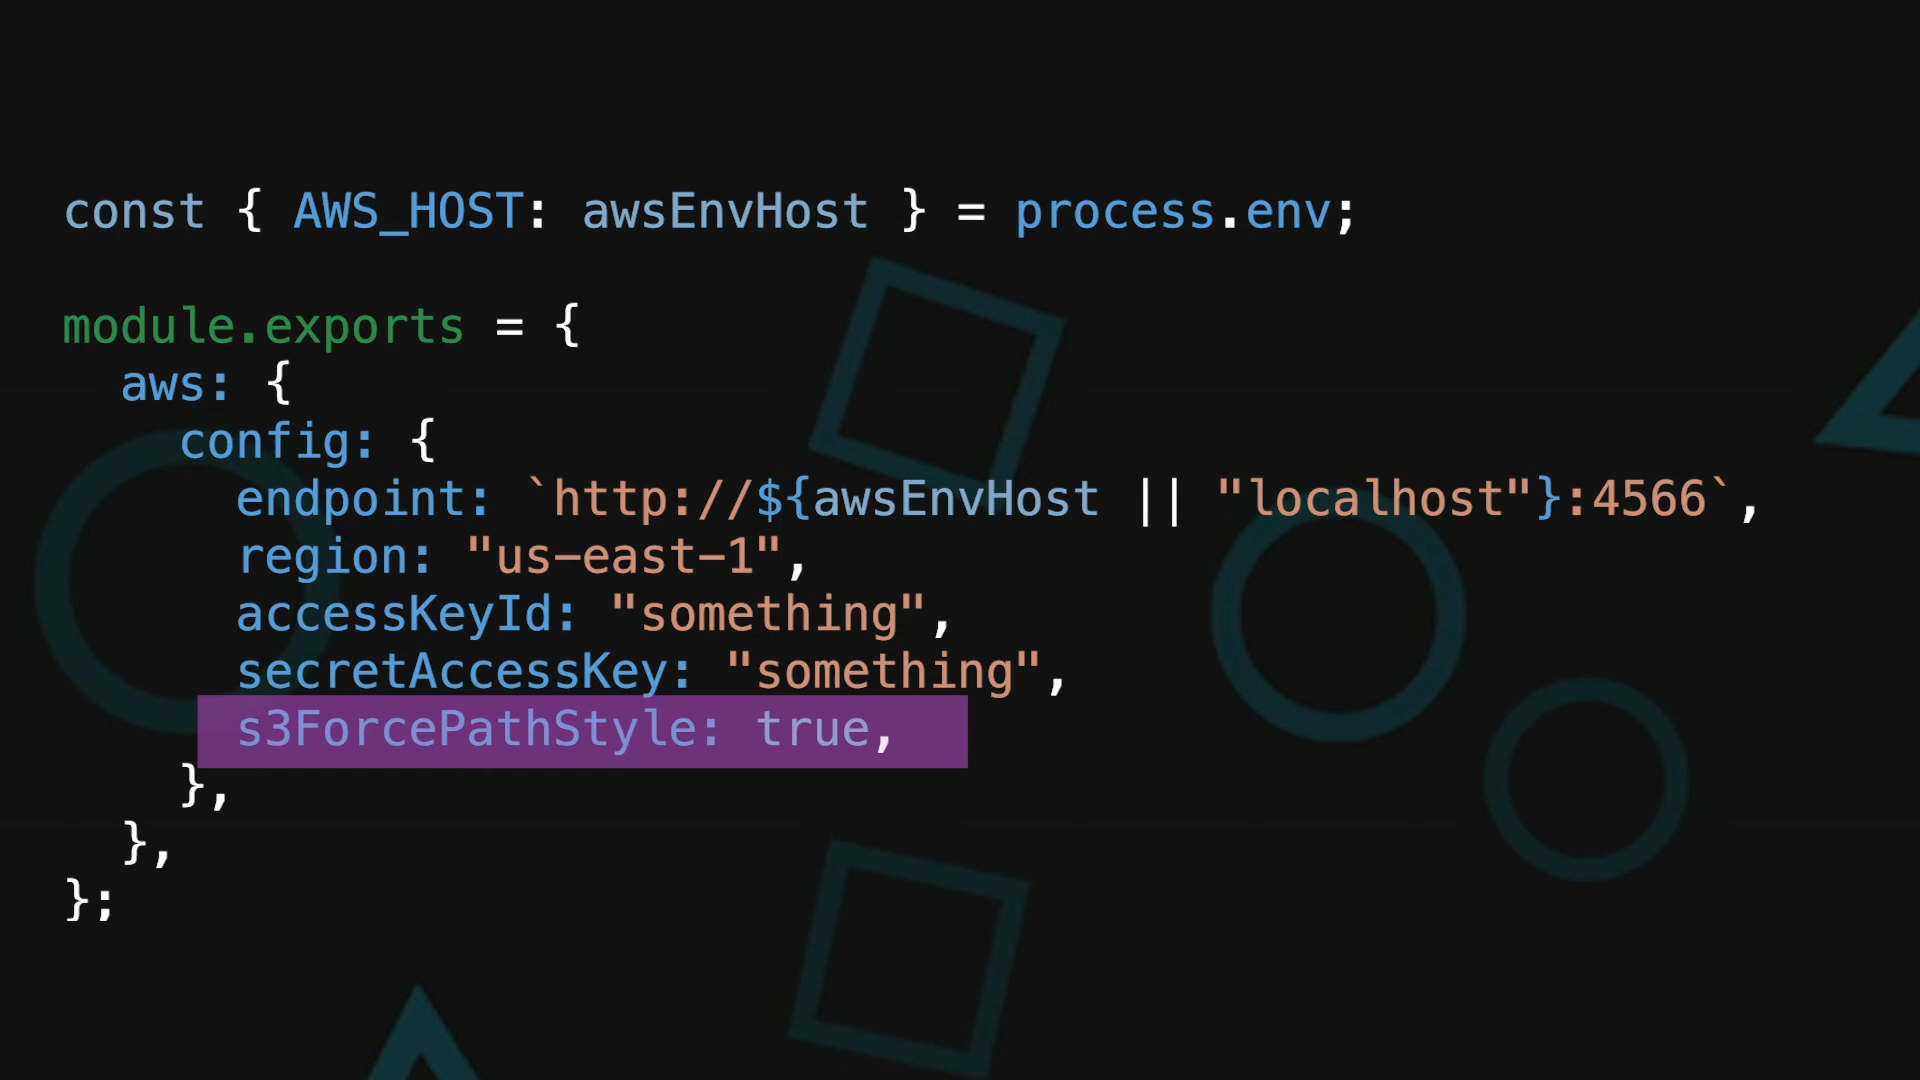 const { AWS_HOST: awsEnvHost } = process.env;
module.exports = {
aws: {
config: {
endpoint: `http://${awsEnvHost || "localhost"}:4566`,
region: "us-east-1",
accessKeyId: "something",
secretAccessKey: "something",
s3ForcePathStyle: true,
},
},
};